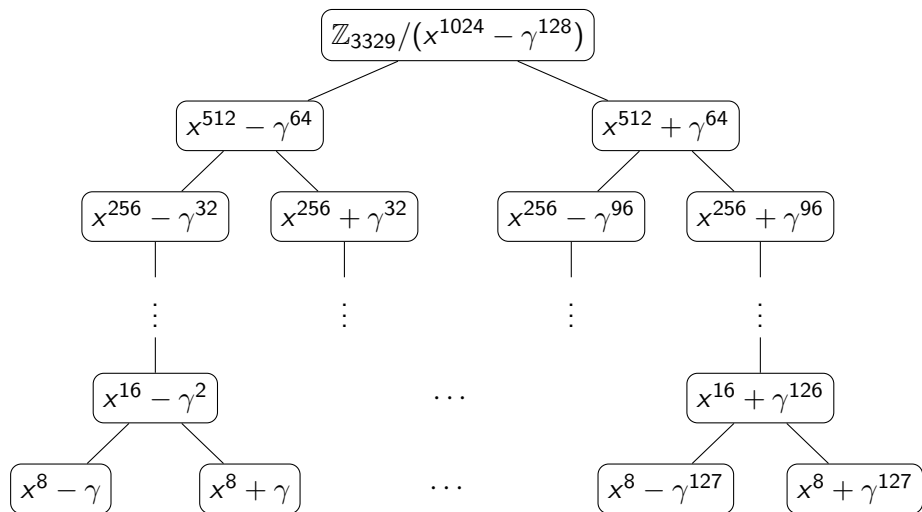 ℤ₃₃₂₉/(x¹⁰²⁴ − γ¹²⁸)
x⁵¹² − γ⁶⁴ x⁵¹² + γ⁶⁴
x²⁵⁶ − γ³² x²⁵⁶ + γ³² x²⁵⁶ − γ⁹⁶ x²⁵⁶ + γ⁹⁶
⋮ ⋮ ⋮ ⋮
x¹⁶ − γ² ⋯ x¹⁶ + γ¹²⁶
x⁸ − γ x⁸ + γ ⋯ x⁸ − γ¹²⁷ x⁸ + γ¹²⁷